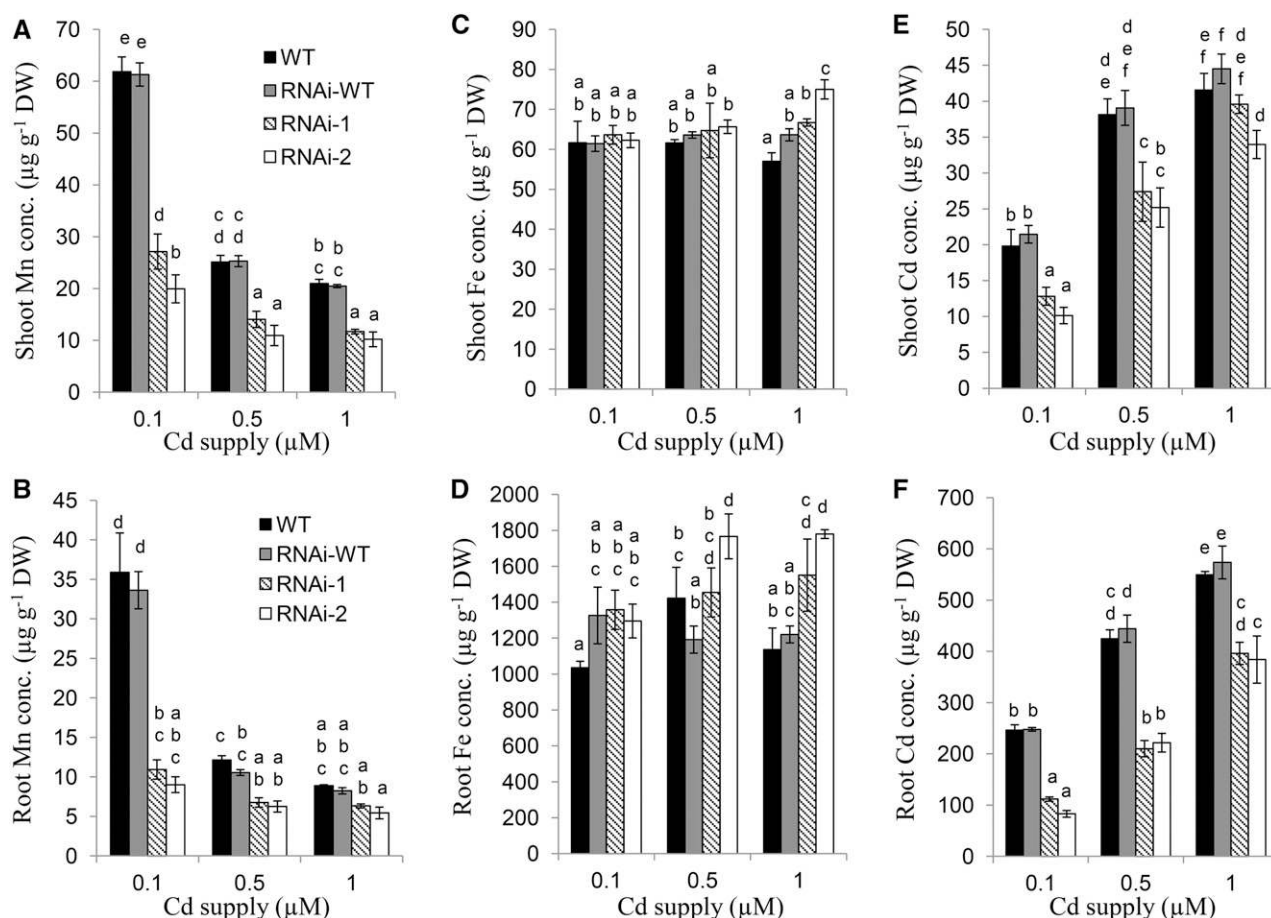 A
Shoot Mn conc. (µg g-1 DW)
70
60
50
40
30
20
10
0
e e d b
c d c d a a
b c b c a a
WT
RNAi-WT
RNAi-1
RNAi-2
0.1 0.5 1
Cd supply (µM)
C
Shoot Fe conc. (µg g-1 DW)
90
80
70
60
50
40
30
20
10
0
a b a b a b a b
a b a b a b b
a a b b c
0.1 0.5 1
Cd supply (µM)
E
Shoot Cd conc. (µg g-1 DW)
50
45
40
35
30
25
20
15
10
5
0
b b a a
d e d e f c b c
e f f d e f d
0.1 0.5 1
Cd supply (µM)
B
Root Mn conc. (µg g-1 DW)
45
40
35
30
25
20
15
10
5
0
d d b c a b c
c b c a b a b
a b c a b c a b a
WT
RNAi-WT
RNAi-1
RNAi-2
0.1 0.5 1
Cd supply (µM)
D
Root Fe conc. (µg g-1 DW)
2000
1800
1600
1400
1200
1000
800
600
400
200
0
a a b c a b c a b c
b c a b b c d d
a b a b c c d d
0.1 0.5 1
Cd supply (µM)
F
Root Cd conc. (µg g-1 DW)
700
600
500
400
300
200
100
0
b b a a
c d d b b
e e c d c
0.1 0.5 1
Cd supply (µM)